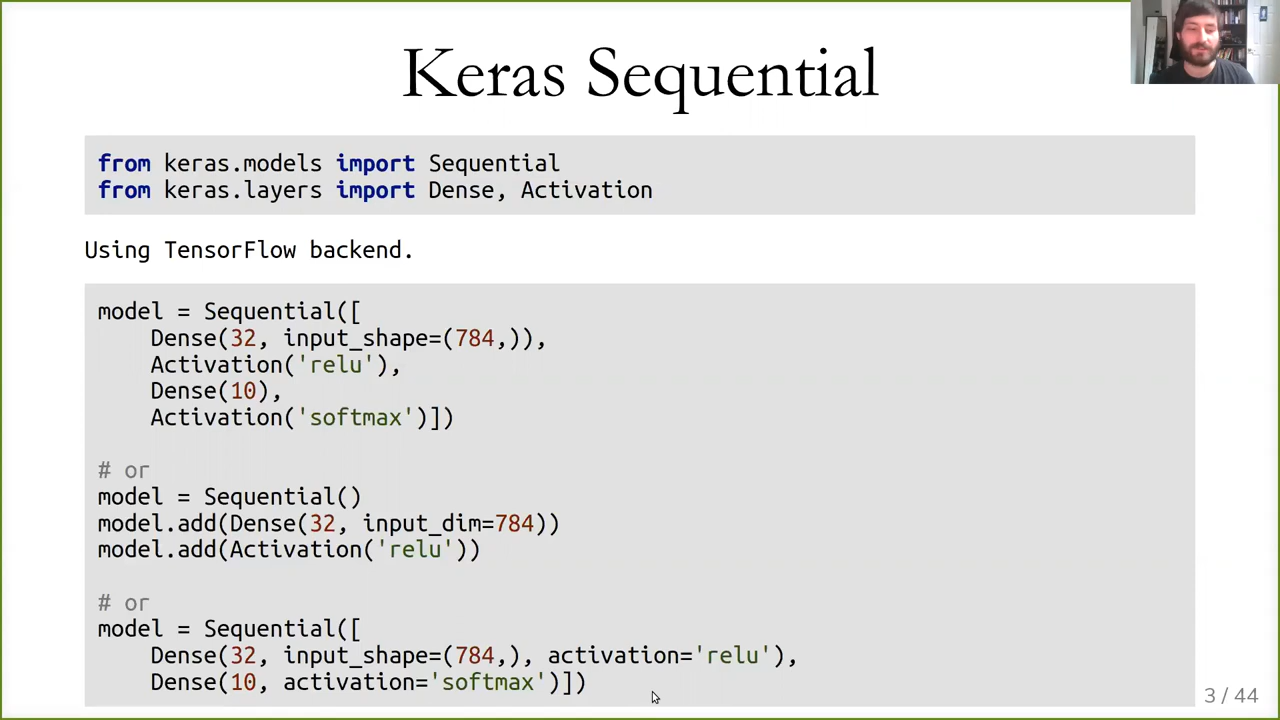 Keras Sequential
from keras.models import Sequential
from keras.layers import Dense, Activation
Using TensorFlow backend.
model = Sequential([
    Dense(32, input_shape=(784,)),
    Activation('relu'),
    Dense(10),
    Activation('softmax')])
# or
model = Sequential()
model.add(Dense(32, input_dim=784))
model.add(Activation('relu'))
# or
model = Sequential([
    Dense(32, input_shape=(784,), activation='relu'),
    Dense(10, activation='softmax')])
3 / 44